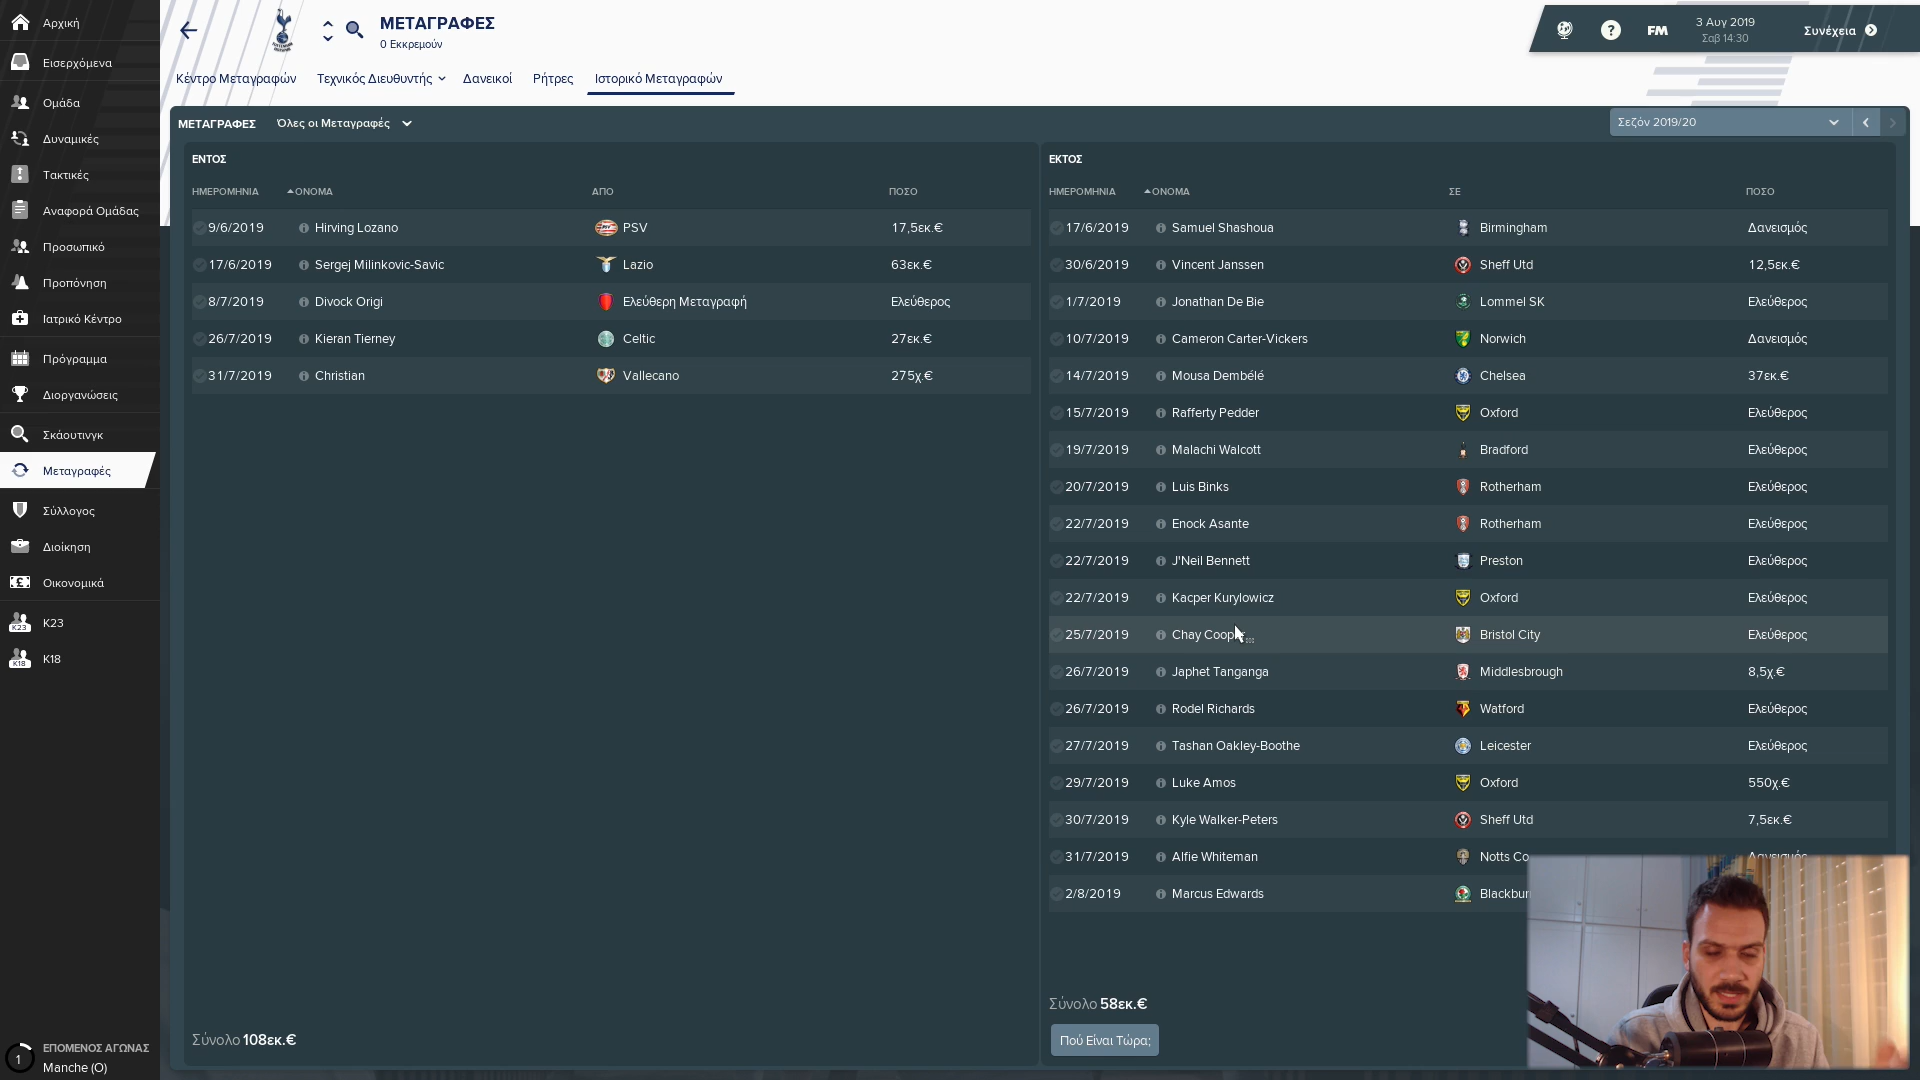 Αρχική
Εισερχόμενα
Ομάδα
Δυναμικές
Τακτικές
Αναφορά Ομάδας
Προσωπικό
Προπόνηση
Ιατρικό Κέντρο
Πρόγραμμα
Διοργανώσεις
Σκάουτινγκ
Μεταγραφές
Σύλλογος
Διοίκηση
Οικονομικά
K23
K18
1
ΕΠΟΜΕΝΟΣ ΑΓΩΝΑΣ
Manche (O)
ΜΕΤΑΓΡΑΦΕΣ
0 Εκκρεμούν
FM
3 Αυγ 2019
Σαβ 14:30
Συνέχεια
Κέντρο Μεταγραφών Τεχνικός Διευθυντής Δανεικοί Ρήτρες Ιστορικό Μεταγραφών
ΜΕΤΑΓΡΑΦΕΣ Όλες οι Μεταγραφές
Σεζόν 2019/20
ΕΝΤΟΣ
ΗΜΕΡΟΜΗΝΙΑ ΟΝΟΜΑ ΑΠΟ ΠΟΣΟ
9/6/2019 Hirving Lozano PSV 17,5εκ.€
17/6/2019 Sergej Milinkovic-Savic Lazio 63εκ.€
8/7/2019 Divock Origi Ελεύθερη Μεταγραφή Ελεύθερος
26/7/2019 Kieran Tierney Celtic 27εκ.€
31/7/2019 Christian Vallecano 275χ.€
Σύνολο 108εκ.€
ΕΚΤΟΣ
ΗΜΕΡΟΜΗΝΙΑ ΟΝΟΜΑ ΣΕ ΠΟΣΟ
17/6/2019 Samuel Shashoua Birmingham Δανεισμός
30/6/2019 Vincent Janssen Sheff Utd 12,5εκ.€
1/7/2019 Jonathan De Bie Lommel SK Ελεύθερος
10/7/2019 Cameron Carter-Vickers Norwich Δανεισμός
14/7/2019 Mousa Dembélé Chelsea 37εκ.€
15/7/2019 Rafferty Pedder Oxford Ελεύθερος
19/7/2019 Malachi Walcott Bradford Ελεύθερος
20/7/2019 Luis Binks Rotherham Ελεύθερος
22/7/2019 Enock Asante Rotherham Ελεύθερος
22/7/2019 J'Neil Bennett Preston Ελεύθερος
22/7/2019 Kacper Kurylowicz Oxford Ελεύθερος
25/7/2019 Chay Coop Bristol City Ελεύθερος
26/7/2019 Japhet Tanganga Middlesbrough 8,5χ.€
26/7/2019 Rodel Richards Watford Ελεύθερος
27/7/2019 Tashan Oakley-Boothe Leicester Ελεύθερος
29/7/2019 Luke Amos Oxford 550χ.€
30/7/2019 Kyle Walker-Peters Sheff Utd 7,5εκ.€
31/7/2019 Alfie Whiteman Notts Co Δανεισμός
2/8/2019 Marcus Edwards Blackbur
Σύνολο 58εκ.€
Πού Είναι Τώρα;